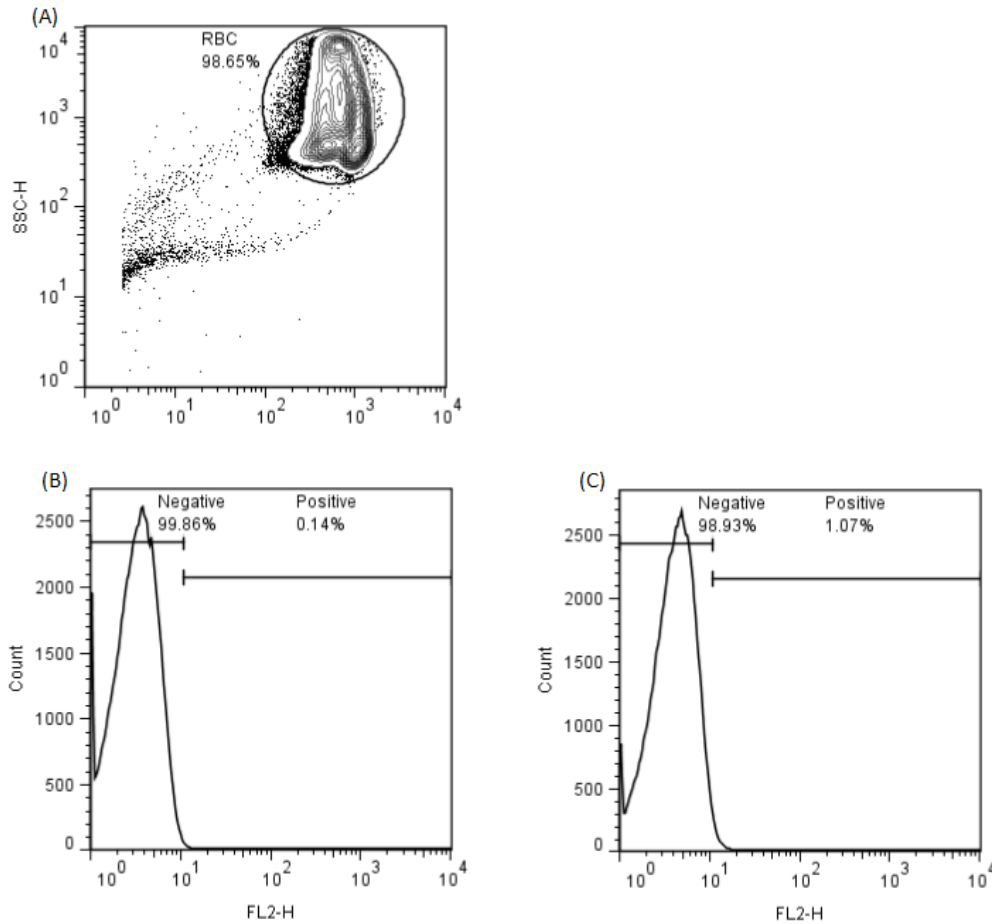 (A)
RBC
98.65%
10^4
10^3
10^2
10^1
10^0
SSC-H
10^0 10^1 10^2 10^3 10^4
(B)
Negative Positive
99.86% 0.14%
2500
2000
1500
1000
500
0
Count
10^0 10^1 10^2 10^3 10^4
FL2-H
(C)
Negative Positive
98.93% 1.07%
2500
2000
1500
1000
500
0
Count
10^0 10^1 10^2 10^3 10^4
FL2-H